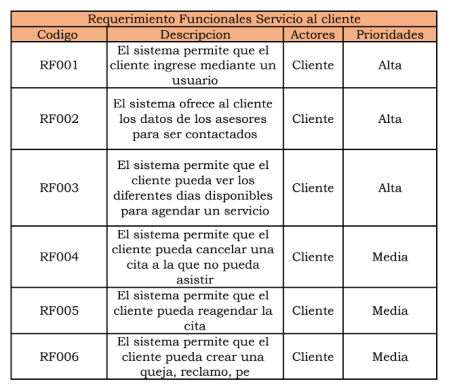 Requerimiento Funcionales Servicio al cliente
Codigo Descripcion Actores Prioridades
El sistema permite que el
RF001 cliente ingrese mediante un Cliente Alta
usuario
El sistema ofrece al cliente
RF002 los datos de los asesores Cliente Alta
para ser contactados
El sistema permite que el
cliente pueda ver los
RF003 diferentes dias disponibles Cliente Alta
para agendar un servicio
El sistema permite que el
cliente pueda cancelar una
RF004 cita a la que no pueda Cliente Media
asistir
El sistema permite que el
RF005 cliente pueda reagendar la Cliente Media
cita
El sistema permite que el
RF006 cliente pueda crear una Cliente Media
queja, reclamo, pe